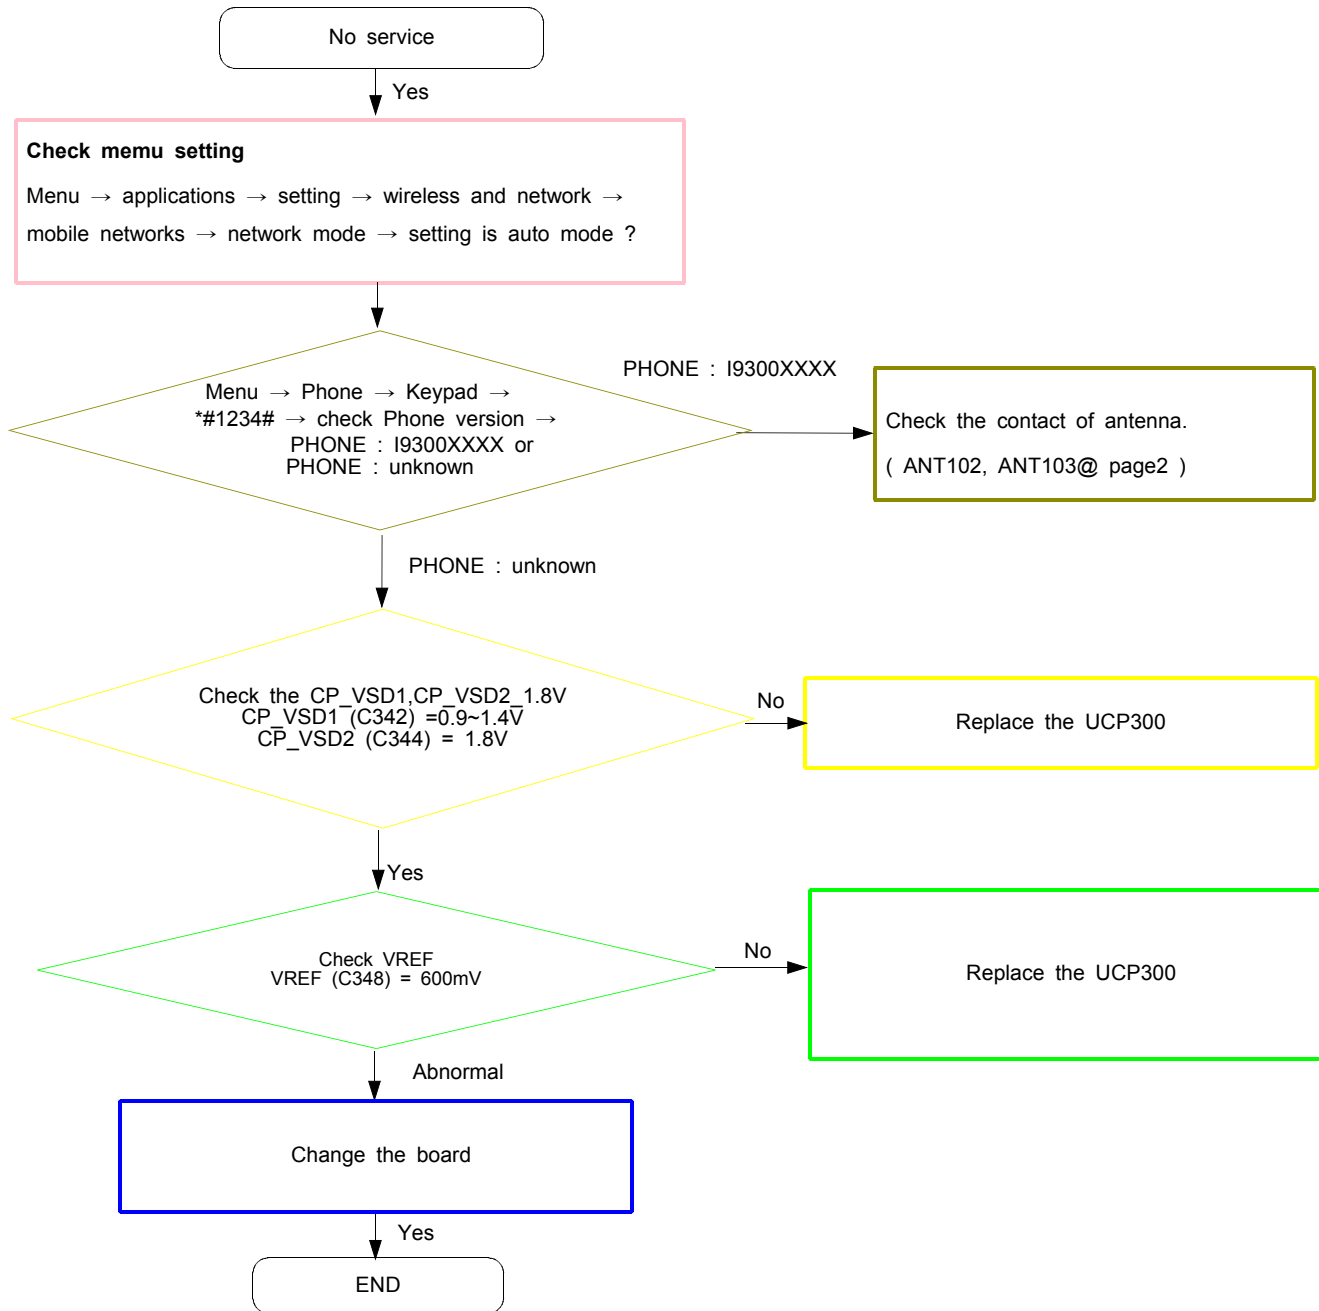 No service
Yes
Check memu setting
Menu → applications → setting → wireless and network →
mobile networks → network mode → setting is auto mode ?
PHONE : I9300XXXX
Menu → Phone → Keypad →
*#1234# → check Phone version →
PHONE : I9300XXXX or
PHONE : unknown
Check the contact of antenna.
( ANT102, ANT103@ page2 )
PHONE : unknown
Check the CP_VSD1,CP_VSD2_1.8V
CP_VSD1 (C342) =0.9~1.4V
CP_VSD2 (C344) = 1.8V
No
Replace the UCP300
Yes
Check VREF
VREF (C348) = 600mV
No
Replace the UCP300
Abnormal
Change the board
Yes
END